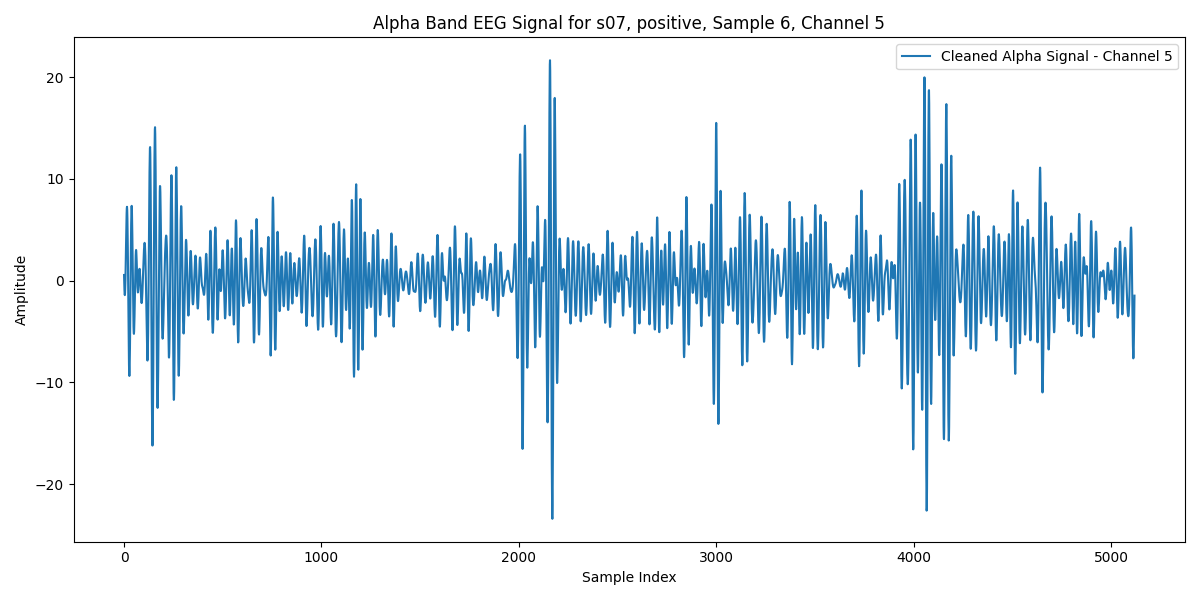 Alpha Band EEG Signal for s07, positive, Sample 6, Channel 5
Cleaned Alpha Signal - Channel 5
Amplitude
20
10
0
−10
−20
0 1000 2000 3000 4000 5000
Sample Index